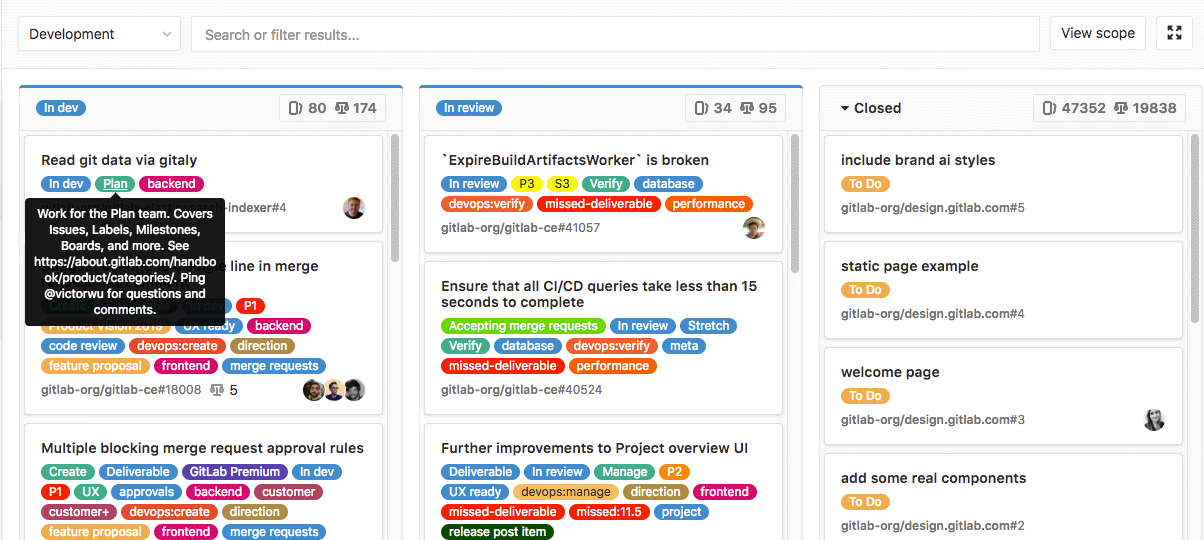 Development
Search or filter results...
View scope
In dev
80 174
Read git data via gitaly
In dev Plan backend
-indexer#4
Work for the Plan team. Covers
Issues, Labels, Milestones,
Boards, and more. See
https://about.gitlab.com/handbo
ok/product/categories/. Ping
@victorwu for questions and
comments.
line in merge
P1
Product Vision 2019 UX ready backend
code review devops:create direction
feature proposal frontend merge requests
gitlab-org/gitlab-ce#18008 5
Multiple blocking merge request approval rules
Create Deliverable GitLab Premium In dev
P1 UX approvals backend customer
customer+ devops:create direction
feature proposal frontend merge requests
In review
34 95
`ExpireBuildArtifactsWorker` is broken
In review P3 S3 Verify database
devops:verify missed-deliverable performance
gitlab-org/gitlab-ce#41057
Ensure that all CI/CD queries take less than 15
seconds to complete
Accepting merge requests In review Stretch
Verify database devops:verify meta
missed-deliverable performance
gitlab-org/gitlab-ce#40524
Further improvements to Project overview UI
Deliverable In review Manage P2
UX ready devops:manage direction frontend
missed-deliverable missed:11.5 project
release post item
Closed
47352 19838
include brand ai styles
To Do
gitlab-org/design.gitlab.com#5
static page example
To Do
gitlab-org/design.gitlab.com#4
welcome page
To Do
gitlab-org/design.gitlab.com#3
add some real components
To Do
gitlab-org/design.gitlab.com#2